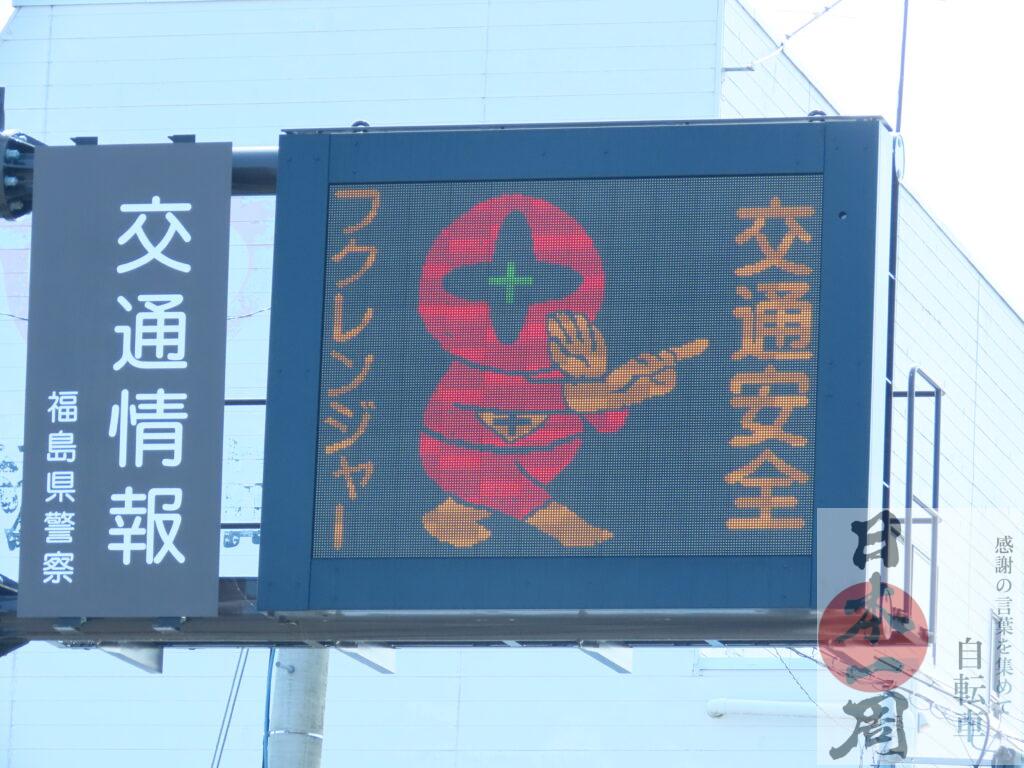 交通情報
福島県警察
交通安全
フクレンジャー
感謝の言葉を集めて
自転車
日本一周